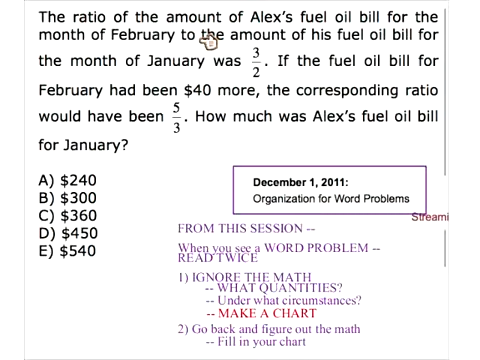 The ratio of the amount of Alex's fuel oil bill for the
month of February to the amount of his fuel oil bill for
the month of January was 3/2. If the fuel oil bill for
February had been $40 more, the corresponding ratio
would have been 5/3. How much was Alex's fuel oil bill
for January?
A) $240
B) $300
C) $360
D) $450
E) $540
December 1, 2011:
Organization for Word Problems
Streami
FROM THIS SESSION --
When you see a WORD PROBLEM --
READ TWICE
1) IGNORE THE MATH
-- WHAT QUANTITIES?
-- Under what circumstances?
-- MAKE A CHART
2) Go back and figure out the math
-- Fill in your chart